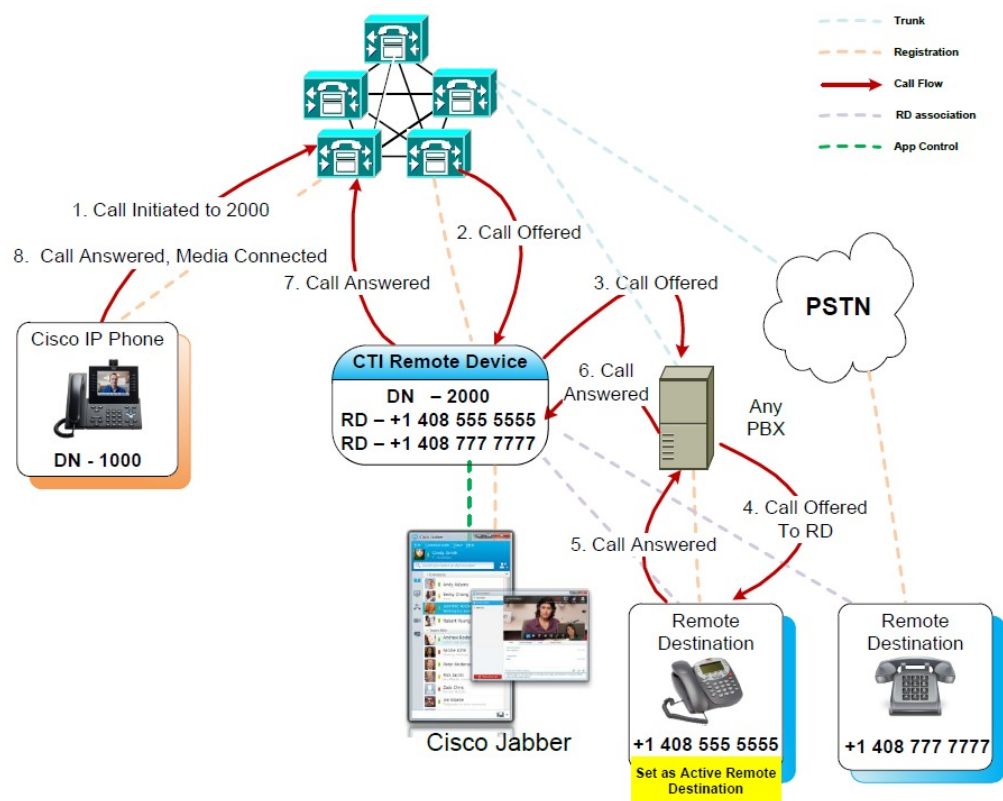 Trunk
Registration
Call Flow
RD association
App Control
1. Call Initiated to 2000
2. Call Offered
8. Call Answered, Media Connected
7. Call Answered
3. Call Offered
PSTN
Cisco IP Phone
DN - 1000
CTI Remote Device
DN – 2000
RD – +1 408 555 5555
RD – +1 408 777 7777
6. Call
Answered
Any
PBX
4. Call Offered
To RD
5. Call Answered
Cisco Jabber
Remote
Destination
+1 408 555 5555
Set as Active Remote
Destination
Remote
Destination
+1 408 777 7777